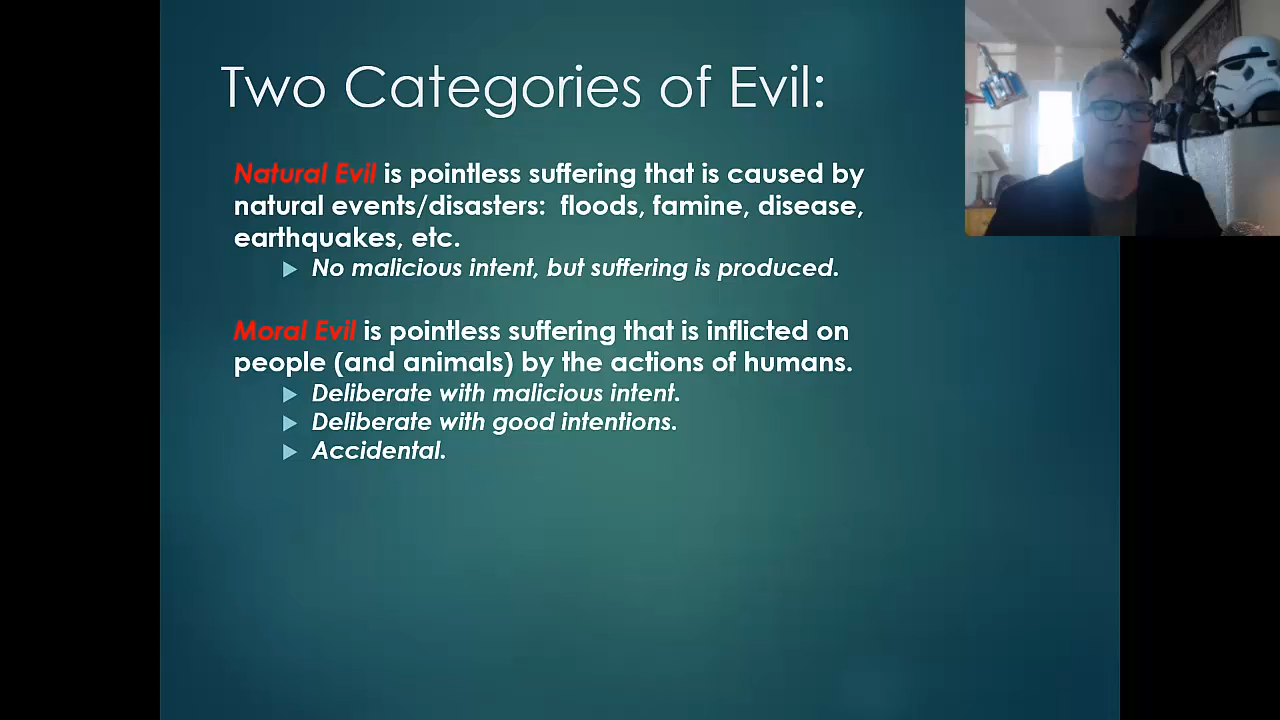 Two Categories of Evil:
Natural Evil is pointless suffering that is caused by
natural events/disasters:  floods, famine, disease,
earthquakes, etc.
No malicious intent, but suffering is produced.
Moral Evil is pointless suffering that is inflicted on
people (and animals) by the actions of humans.
Deliberate with malicious intent.
Deliberate with good intentions.
Accidental.